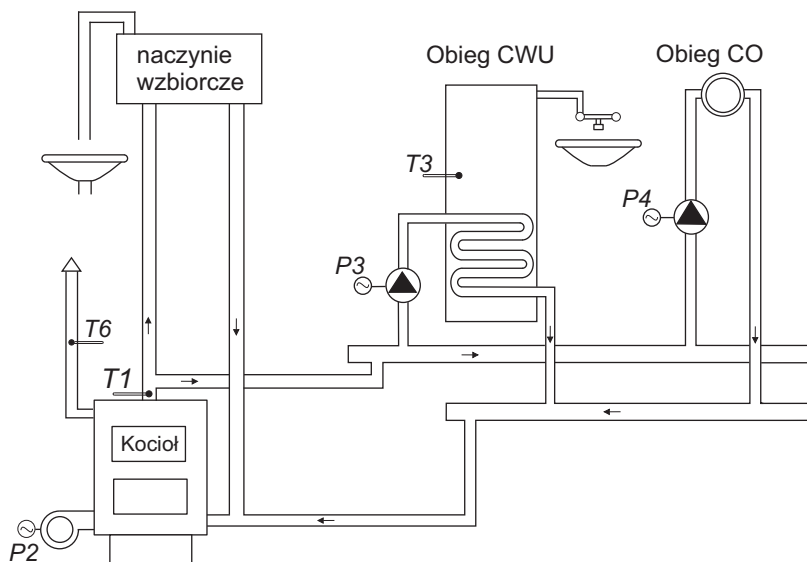 naczynie
wzbiorcze
Obieg CWU
Obieg CO
T3
P4
P3
T6
T1
Kocioł
P2